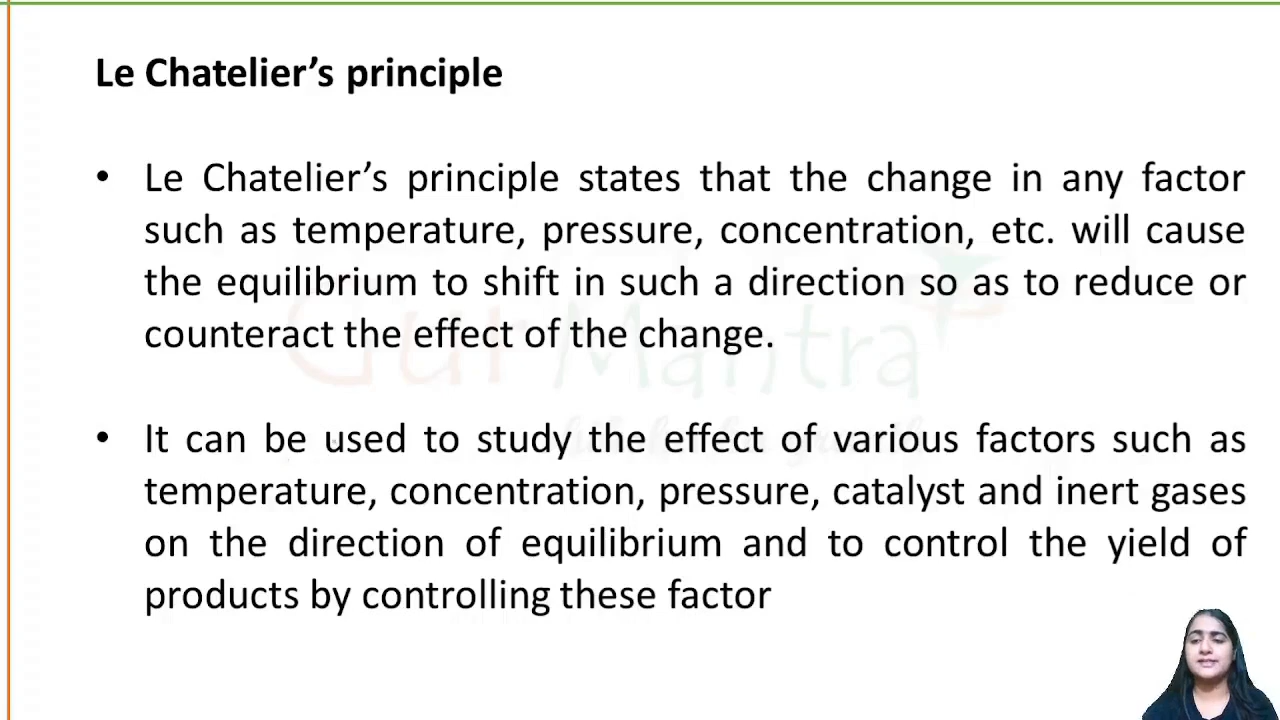 Le Chatelier’s principle
• Le Chatelier’s principle states that the change in any factor
such as temperature, pressure, concentration, etc. will cause
the equilibrium to shift in such a direction so as to reduce or
counteract the effect of the change.
• It can be used to study the effect of various factors such as
temperature, concentration, pressure, catalyst and inert gases
on the direction of equilibrium and to control the yield of
products by controlling these factor
Gur Mantra